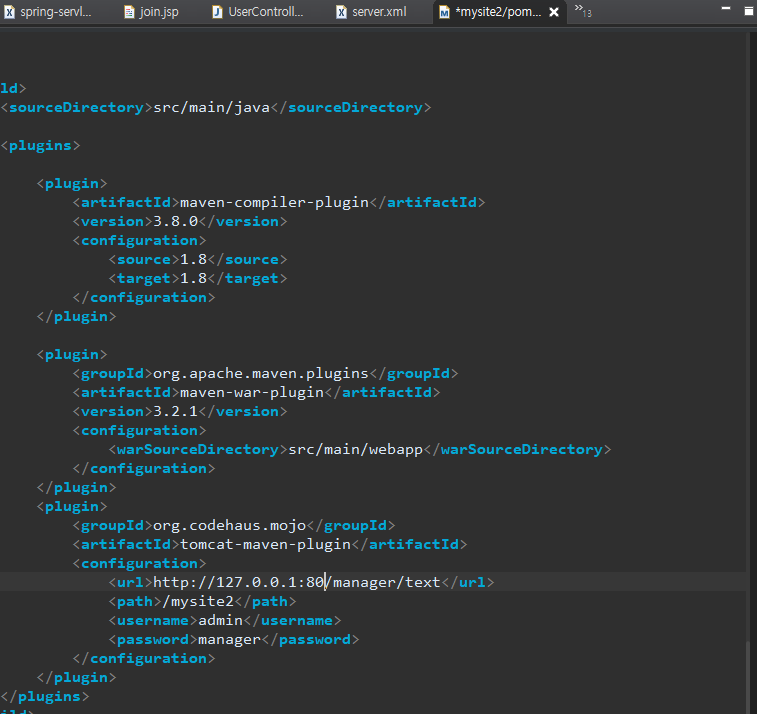 spring-servl... join.jsp UserControll... server.xml *mysite2/pom... 13
ld>
<sourceDirectory>src/main/java</sourceDirectory>
<plugins>
<plugin>
<artifactId>maven-compiler-plugin</artifactId>
<version>3.8.0</version>
<configuration>
<source>1.8</source>
<target>1.8</target>
</configuration>
</plugin>
<plugin>
<groupId>org.apache.maven.plugins</groupId>
<artifactId>maven-war-plugin</artifactId>
<version>3.2.1</version>
<configuration>
<warSourceDirectory>src/main/webapp</warSourceDirectory>
</configuration>
</plugin>
<plugin>
<groupId>org.codehaus.mojo</groupId>
<artifactId>tomcat-maven-plugin</artifactId>
<configuration>
<url>http://127.0.0.1:80/manager/text</url>
<path>/mysite2</path>
<username>admin</username>
<password>manager</password>
</configuration>
</plugin>
</plugins>